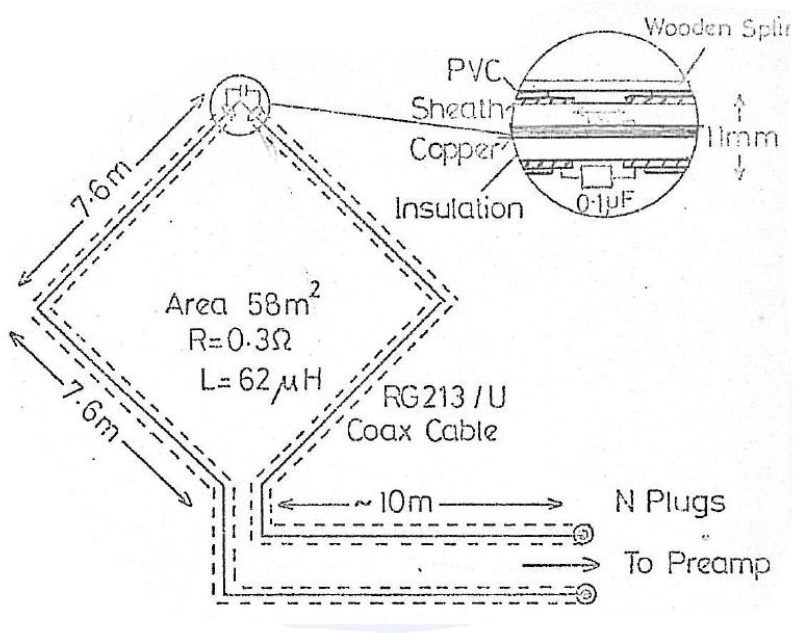 Wooden Splin
PVC
Sheath
Copper
Insulation
11mm
0·1µF
7·6m
7·6m
Area 58m²
R=0·3Ω
L=62µH
RG213/U
Coax Cable
~10m
N Plugs
To Preamp